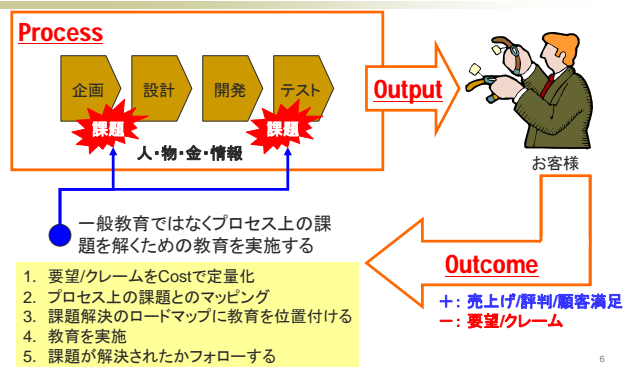 Process
企画
設計
開発
テスト
課題
課題
人・物・金・情報
Output
お客様
一般教育ではなくプロセス上の課
題を解くための教育を実施する
Outcome
＋： 売上げ/評判/顧客満足
－： 要望/クレーム
1. 要望/クレームをCostで定量化
2. プロセス上の課題とのマッピング
3. 課題解決のロードマップに教育を位置付ける
4. 教育を実施
5. 課題が解決されたかフォローする
6